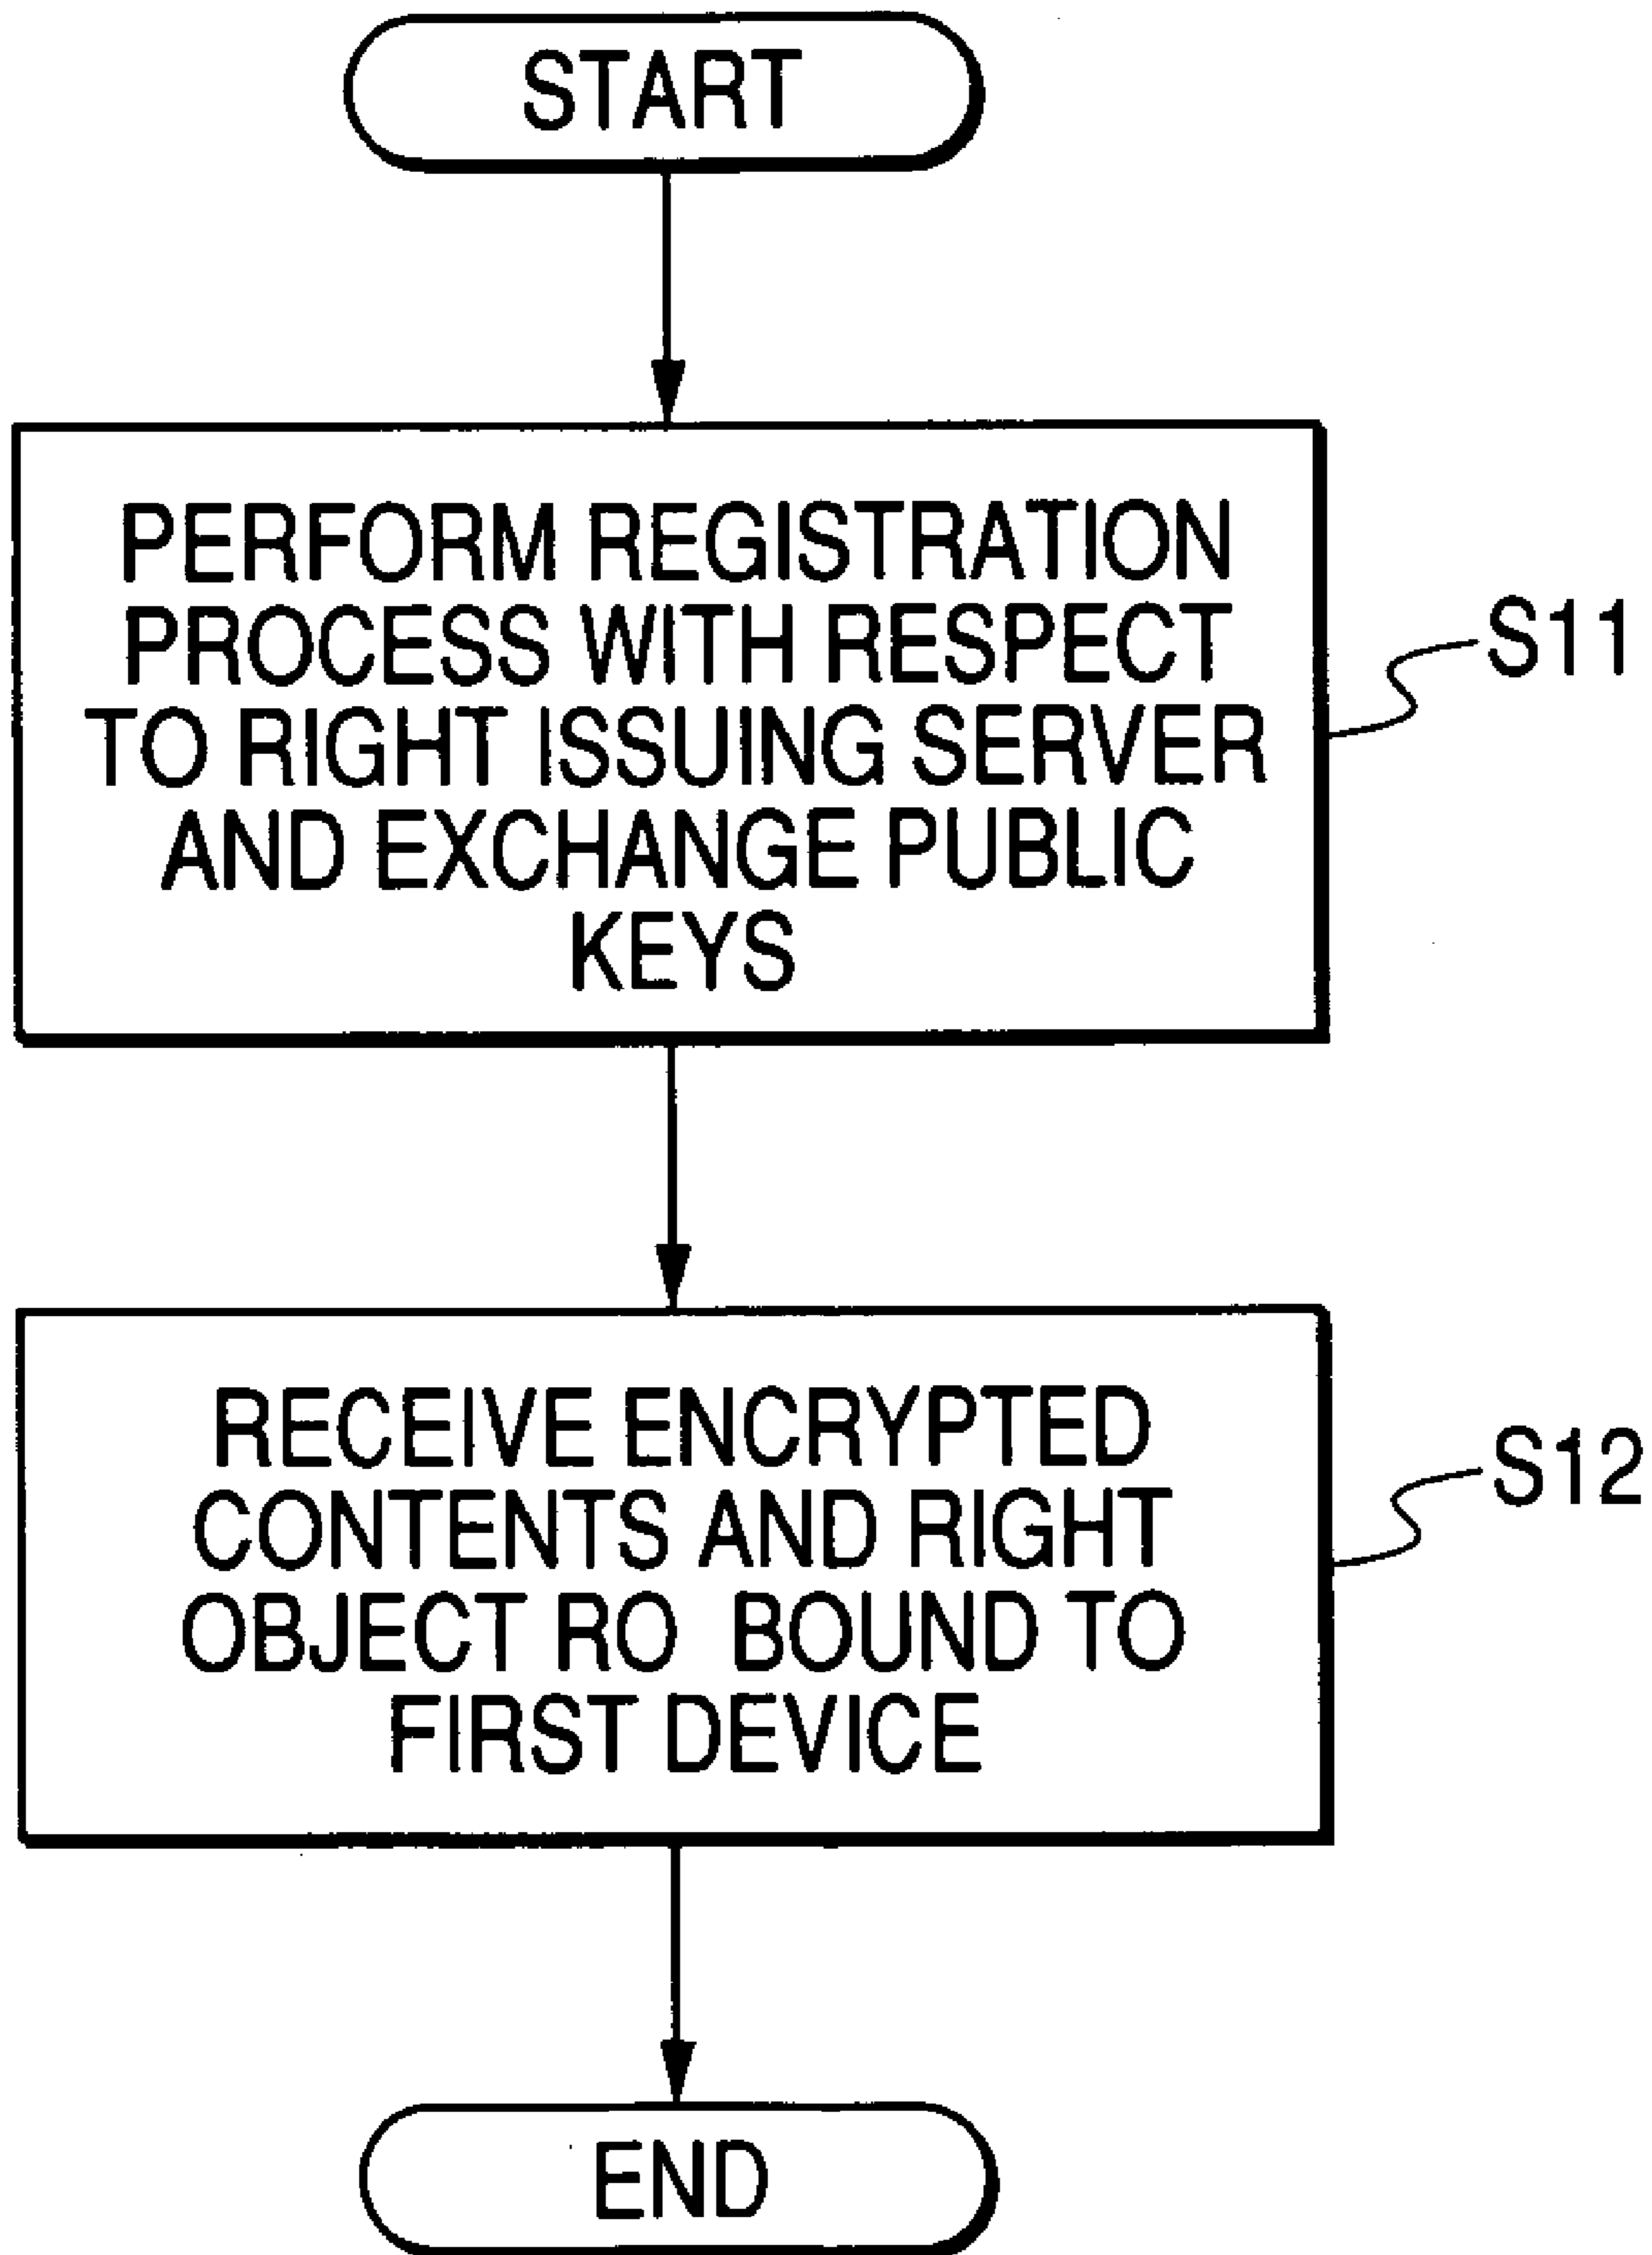 START
PERFORM REGISTRATION
PROCESS WITH RESPECT
TO RIGHT ISSUING SERVER
AND EXCHANGE PUBLIC
KEYS
S11
RECEIVE ENCRYPTED
CONTENTS AND RIGHT
OBJECT RO BOUND TO
FIRST DEVICE
S12
END